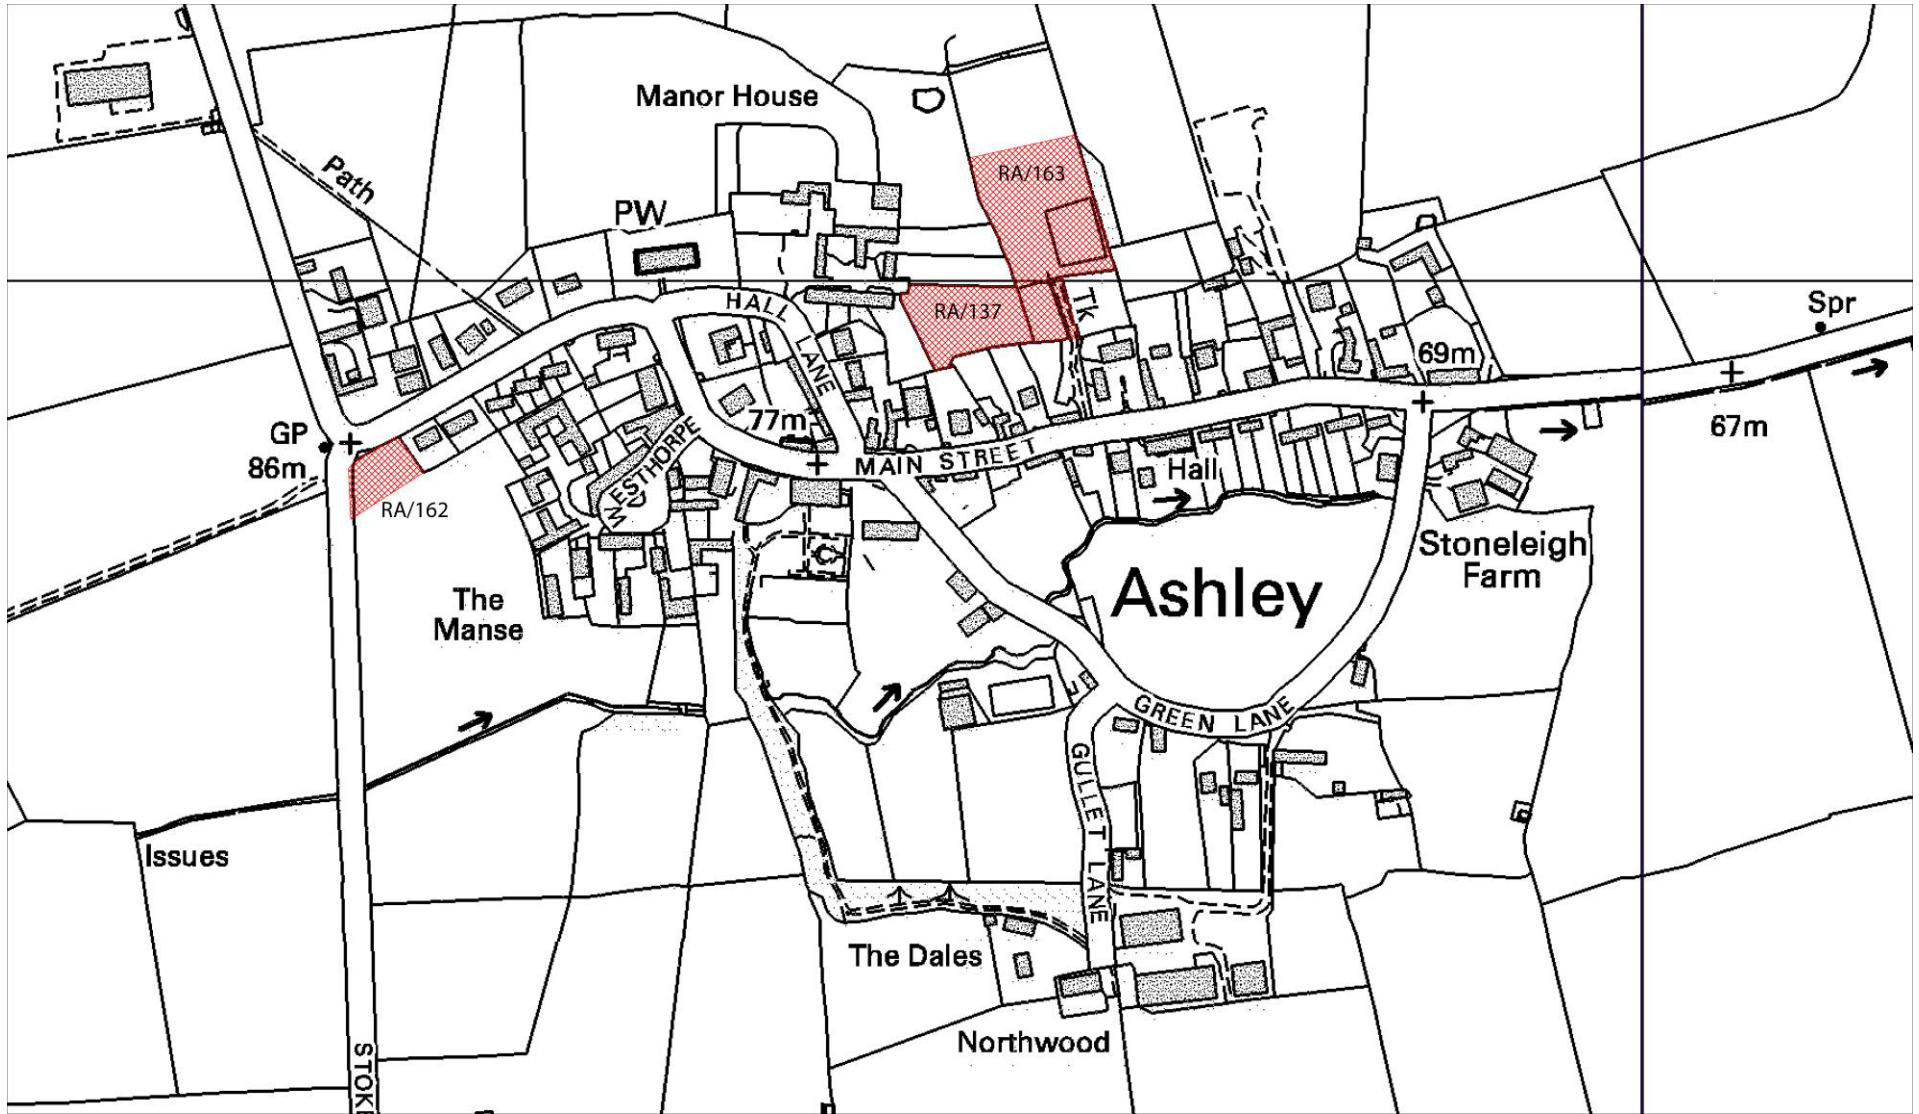 Manor House
Path
RA/163
PW
HALL
LANE
RA/137
Tk
Spr
69m
67m
GP
86m
77m
WESTHORPE
MAIN STREET
Hall
RA/162
Stoneleigh
Farm
Ashley
The
Manse
GREEN LANE
GULLET LANE
Issues
The Dales
Northwood
STOKE